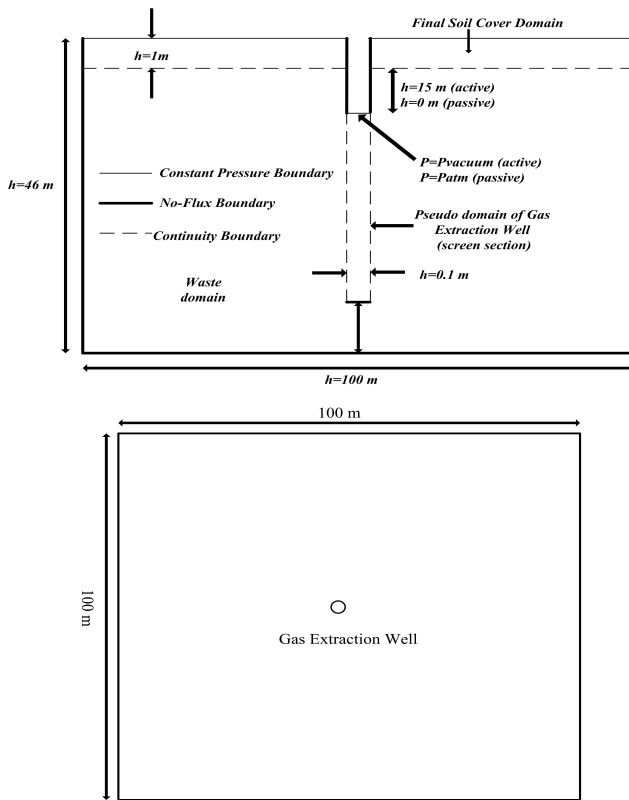 Final Soil Cover Domain
h=1m
h=15 m (active)
h=0 m (passive)
P=Pvacuum (active)
P=Patm (passive)
Constant Pressure Boundary
h=46 m
No-Flux Boundary
Pseudo domain of Gas
Extraction Well
(screen section)
Continuity Boundary
Waste
domain
h=0.1 m
h=100 m
100 m
100 m
Gas Extraction Well